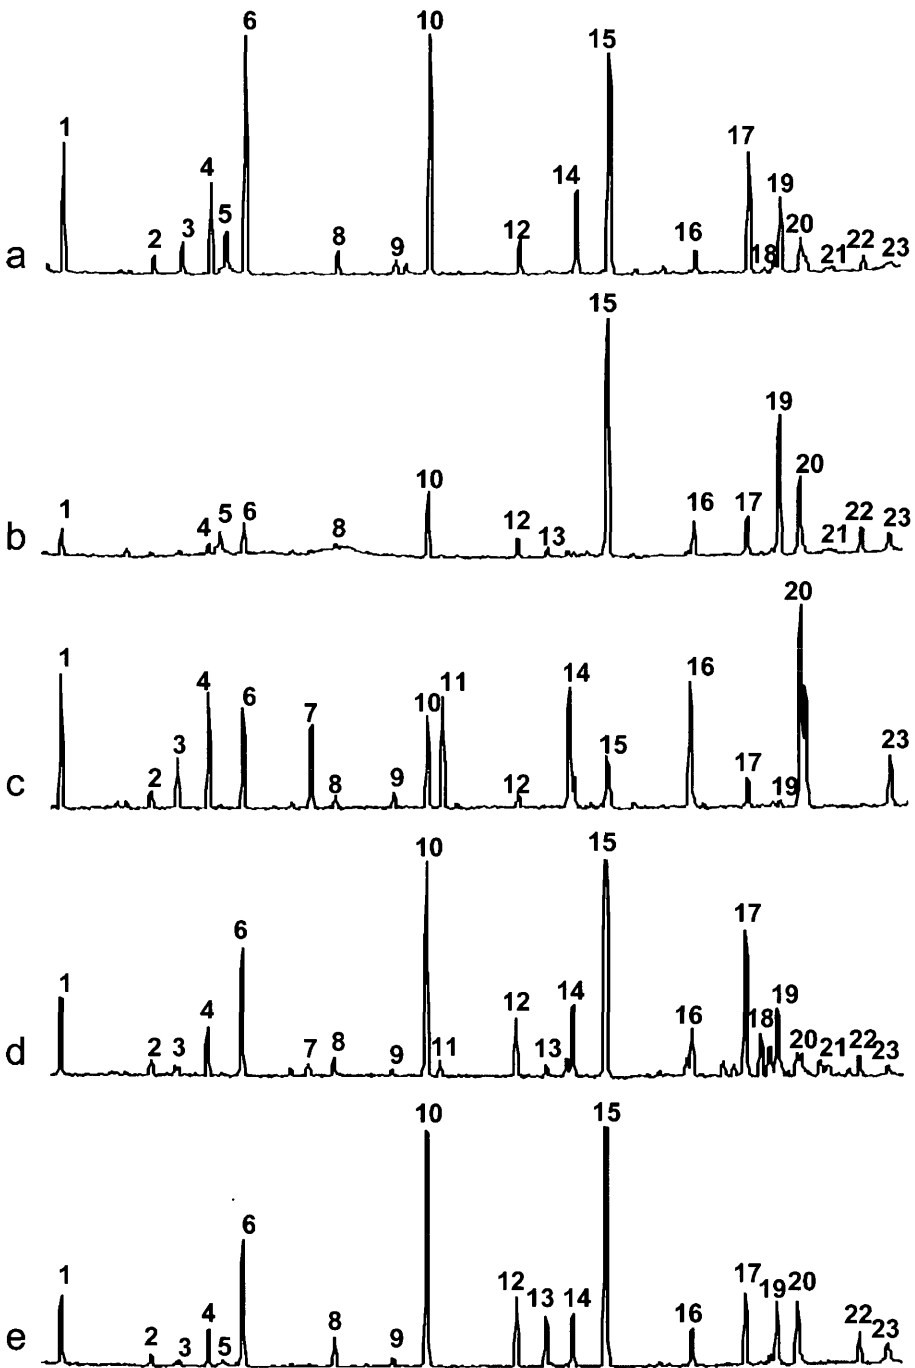 1 2 3 4 5 6 8 9 10 12 14 15 16 17 18 19 20 21 22 23
a
1 4 5 6 8 10 12 13 15 16 17 19 20 21 22 23
b
1 2 3 4 6 7 8 9 10 11 12 14 15 16 17 19 20 23
c
1 2 3 4 6 7 8 9 10 11 12 13 14 15 16 17 18 19 20 21 22 23
d
1 2 3 4 5 6 8 9 10 12 13 14 15 16 17 19 20 22 23
e